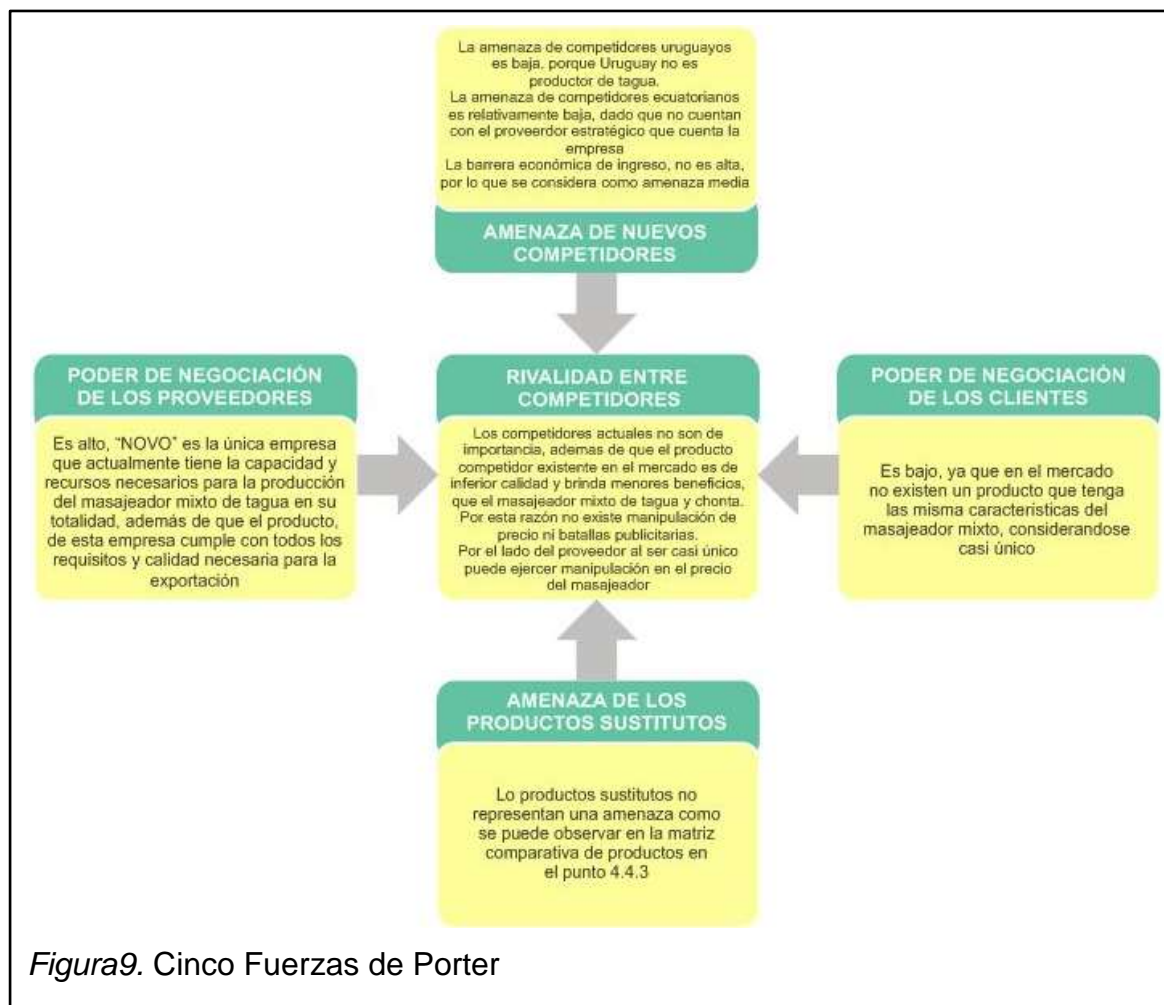 La amenaza de competidores uruguayos
es baja, porque Uruguay no es
productor de tagua.
La amenaza de competidores ecuatorianos
es relativamente baja, dado que no cuentan
con el proveerdor estratégico que cuenta la
empresa
La barrera económica de ingreso, no es alta,
por lo que se considera como amenaza media
AMENAZA DE NUEVOS
COMPETIDORES
PODER DE NEGOCIACIÓN
DE LOS PROVEEDORES
Es alto, “NOVO” es la única empresa
que actualmente tiene la capacidad y
recursos necesarios para la producción
del masajeador mixto de tagua en su
totalidad, además de que el producto,
de esta empresa cumple con todos los
requisitos y calidad necesaria para la
exportación
RIVALIDAD ENTRE
COMPETIDORES
Los competidores actuales no son de
importancia, ademas de que el producto
competidor existente en el mercado es de
inferior calidad y brinda menores beneficios,
que el masajeador mixto de tagua y chonta.
Por esta razón no existe manipulación de
precio ni batallas publicitarias.
Por el lado del proveedor al ser casi único
puede ejercer manipulación en el precio
del masajeador
PODER DE NEGOCIACIÓN
DE LOS CLIENTES
Es bajo, ya que en el mercado
no existen un producto que tenga
las misma características del
masajeador mixto, considerandose
casi único
AMENAZA DE LOS
PRODUCTOS SUSTITUTOS
Lo productos sustitutos no
representan una amenaza como
se puede observar en la matriz
comparativa de productos en
el punto 4.4.3
Figura9. Cinco Fuerzas de Porter